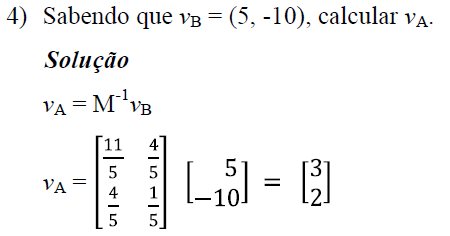 4) Sabendo que vB = (5, -10), calcular vA.
Solução
vA = M⁻¹vB
vA = [11/5 4/5; 4/5 1/5] [5; −10] = [3; 2]